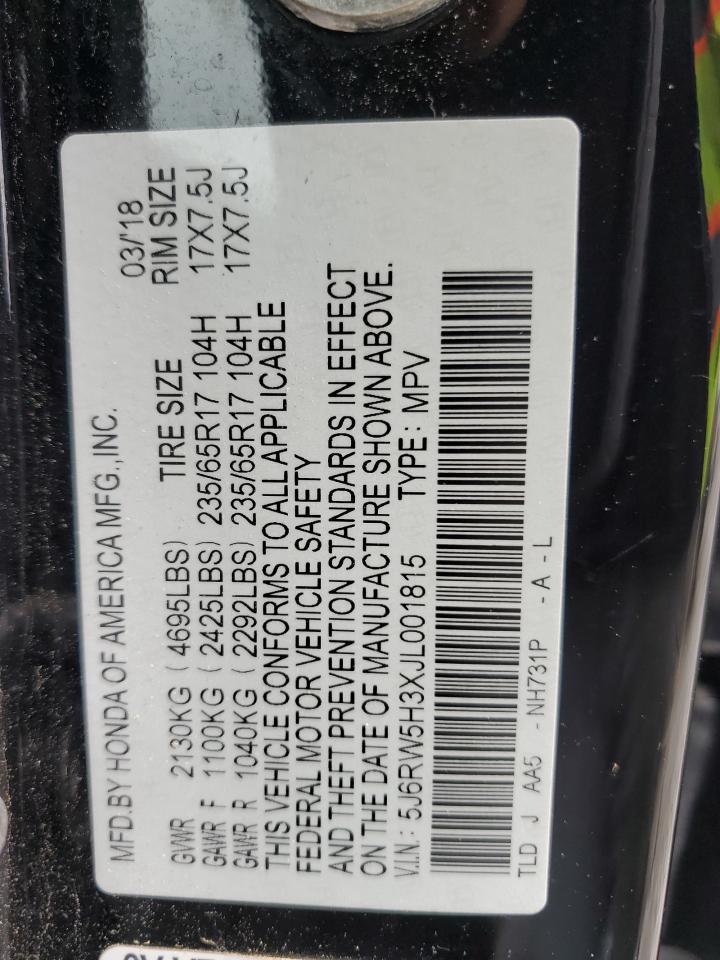 MFD. BY HONDA OF AMERICA MFG., INC. 03/'18
GVWR 2130KG ( 4695LBS) TIRE SIZE RIM SIZE
GAWR F 1100KG ( 2425LBS) 235/65R17 104H 17X7.5J
GAWR R 1040KG ( 2292LBS) 235/65R17 104H 17X7.5J
THIS VEHICLE CONFORMS TO ALL APPLICABLE
FEDERAL MOTOR VEHICLE SAFETY
AND THEFT PREVENTION STANDARDS IN EFFECT
ON THE DATE OF MANUFACTURE SHOWN ABOVE.
V.I.N.: 5J6RW5H3XJL001815 TYPE: MPV
TLD J AA5 - NH731P - A - L